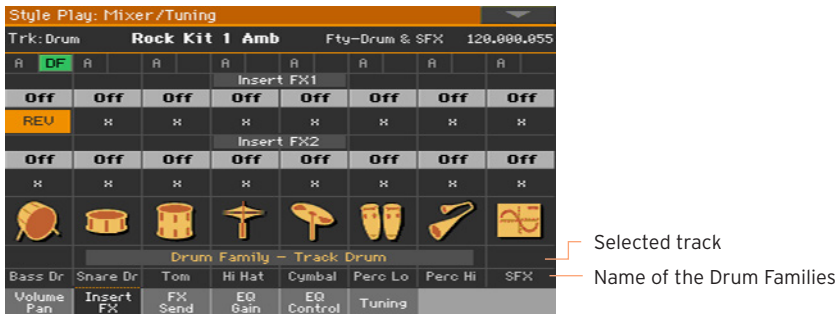 Style Play: Mixer/Tuning
Trk:Drum Rock Kit 1 Amb Fty-Drum & SFX 120.000.055
A DF A A A A A A A
Insert FX1
Off Off Off Off Off Off Off Off
REV x x x x x x x
Insert FX2
Off Off Off Off Off Off Off Off
x x x x x x x x
Selected track
Drum Family - Track Drum
Bass Dr Snare Dr Tom Hi Hat Cymbal Perc Lo Perc Hi SFX
Name of the Drum Families
Volume Pan Insert FX FX Send EQ Gain EQ Control Tuning